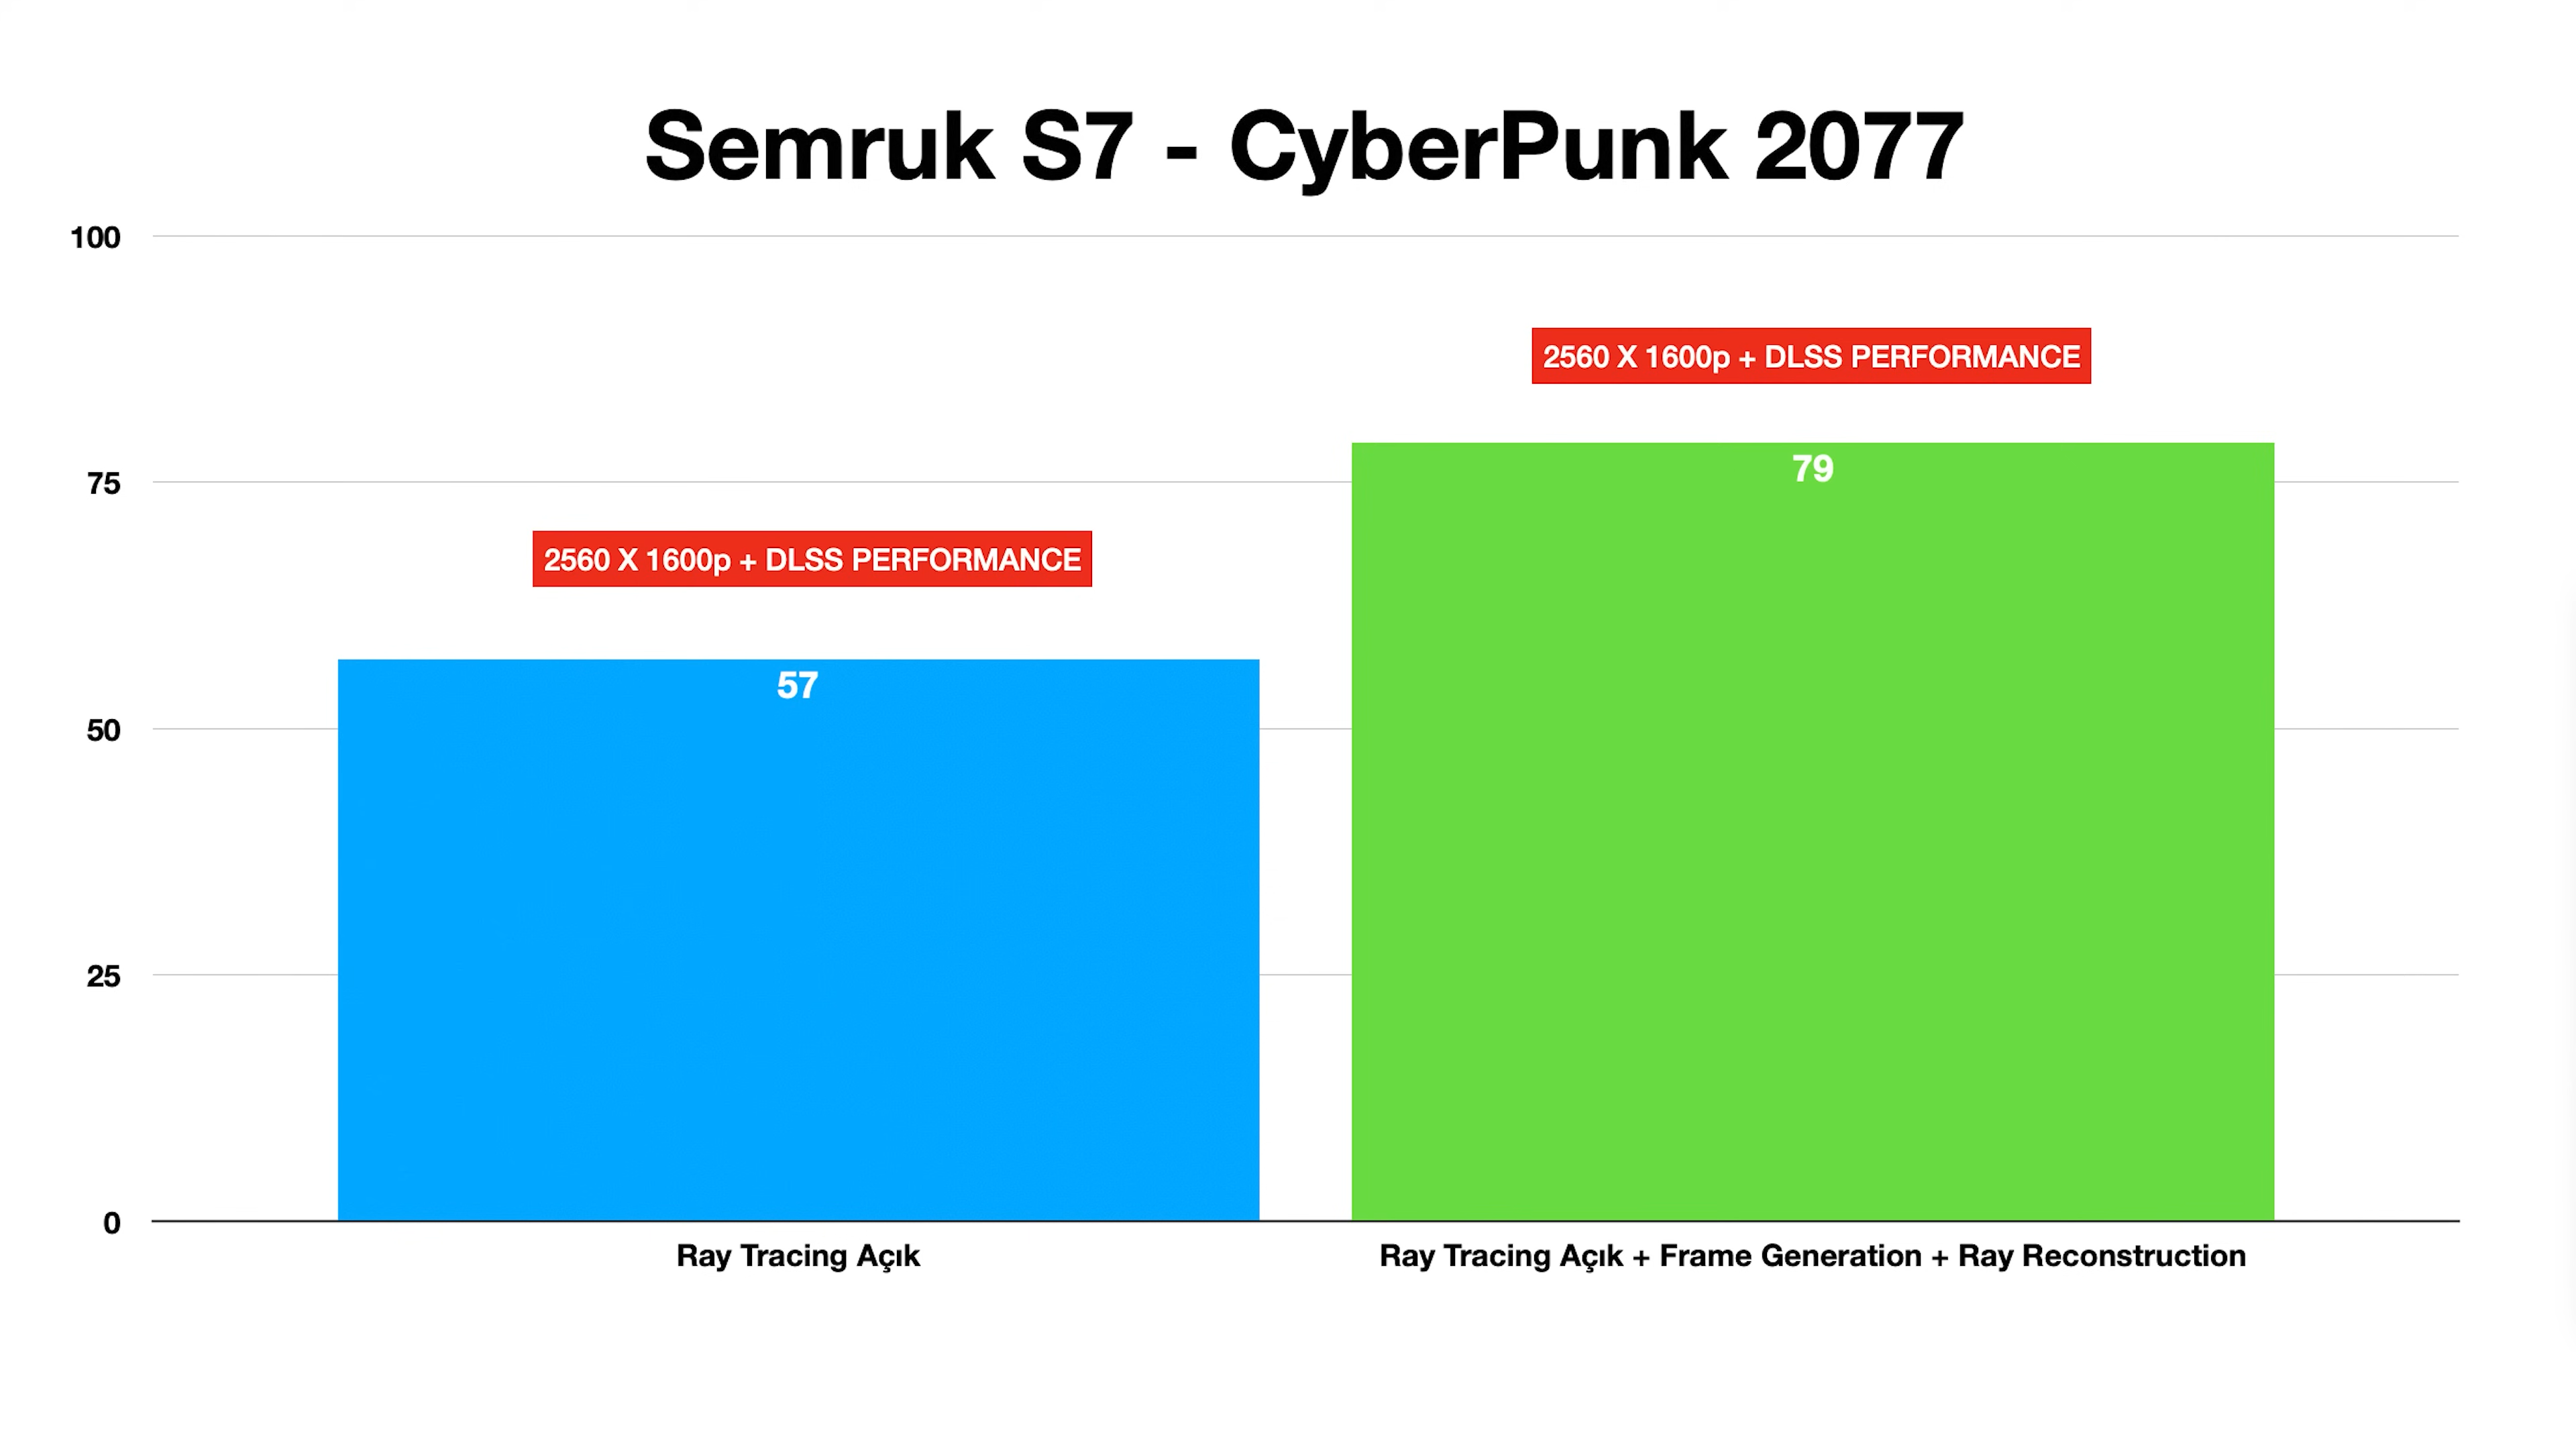 Semruk S7 - CyberPunk 2077
100
2560 X 1600p + DLSS PERFORMANCE
79
75
2560 X 1600p + DLSS PERFORMANCE
57
50
25
0
Ray Tracing Açık
Ray Tracing Açık + Frame Generation + Ray Reconstruction